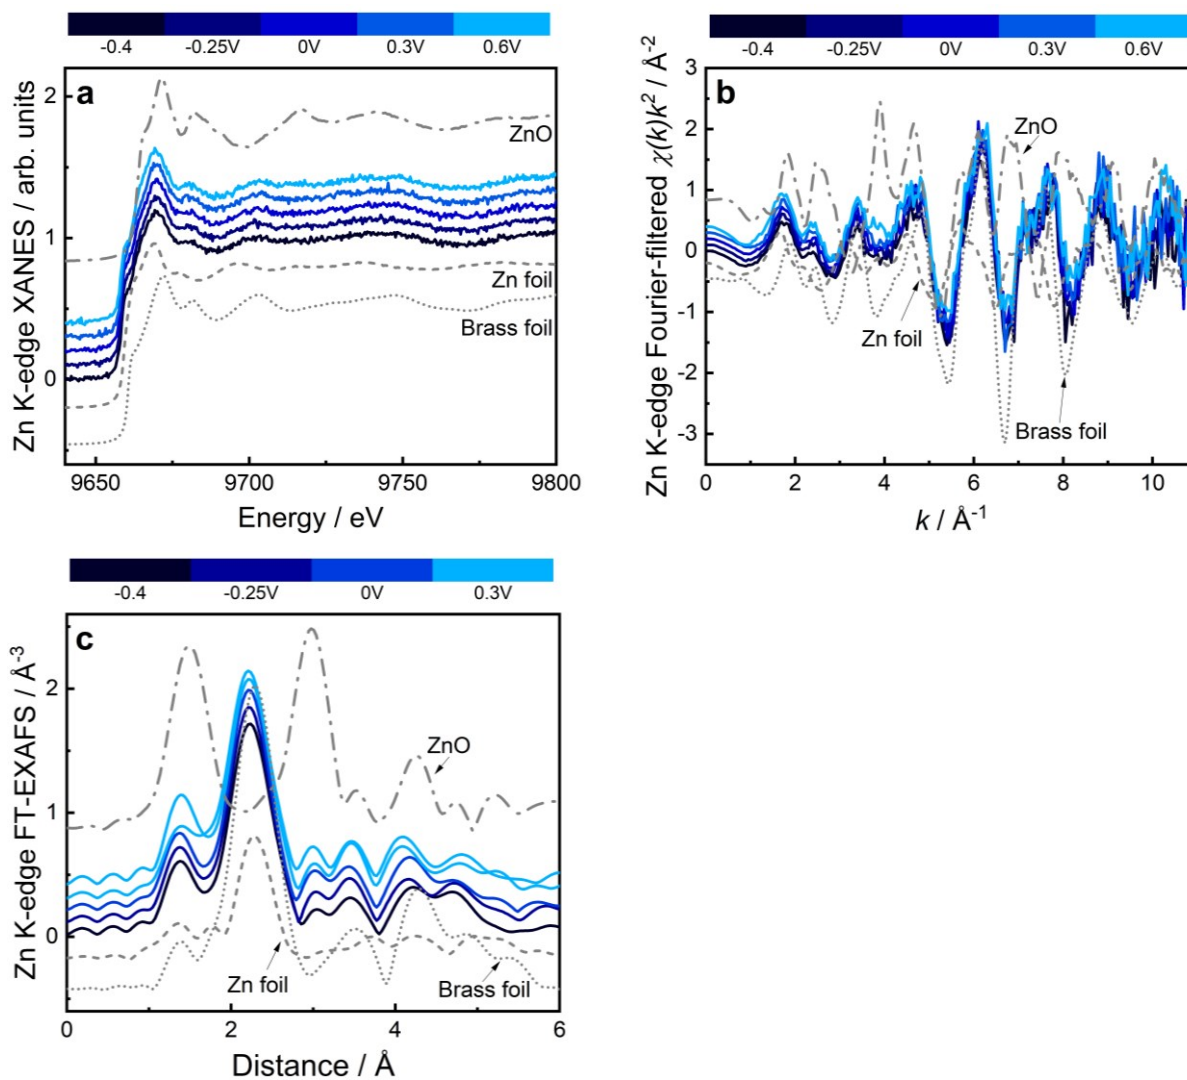 -0.4 -0.25V 0V 0.3V 0.6V
a
2
1
0
ZnO
Zn foil
Brass foil
Zn K-edge XANES / arb. units
9650 9700 9750 9800
Energy / eV
-0.4 -0.25V 0V 0.3V 0.6V
b
3
2
1
0
-1
-2
-3
ZnO
Zn foil
Brass foil
Zn K-edge Fourier-filtered χ(k)k² / Å⁻²
0 2 4 6 8 10
k / Å⁻¹
-0.4 -0.25V 0V 0.3V
c
2
1
0
ZnO
Zn foil
Brass foil
Zn K-edge FT-EXAFS / Å⁻³
0 2 4 6
Distance / Å